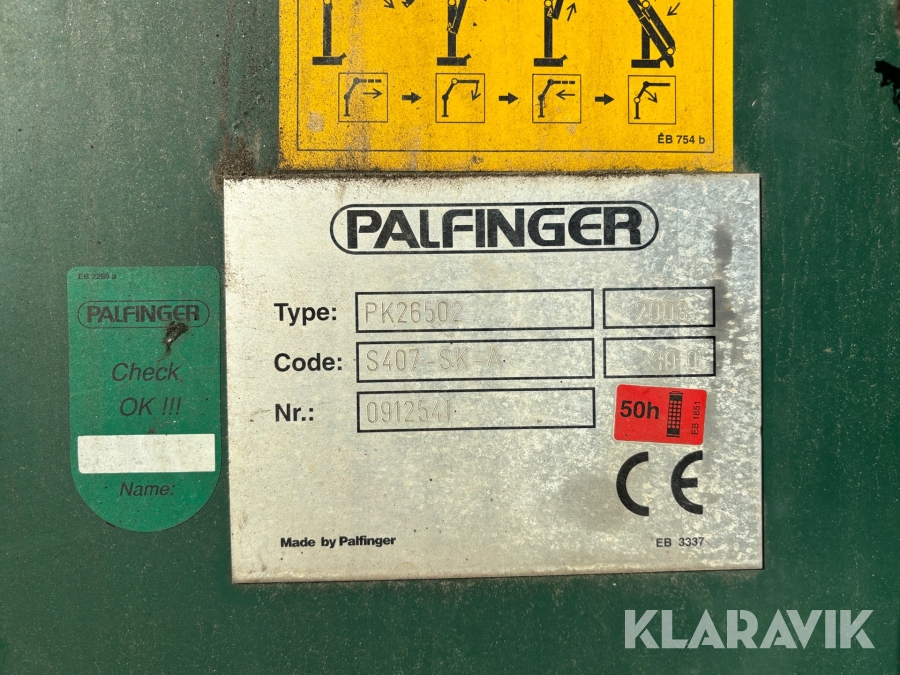 EB 754 b
PALFINGER
Type: PK26502
Code: S407-SK-A
Nr.: 0912541
50h
EB 1651
CE
Made by Palfinger
EB 3337
EB 2265 a
PALFINGER
Check
OK !!!
Name:
KLARAVIK